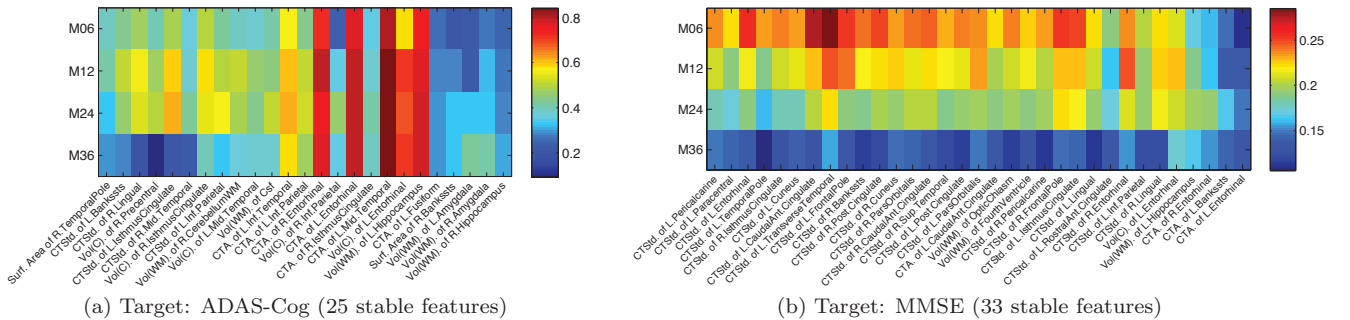 M06
M12
M24
M36
0.8
0.6
0.4
0.2
Surf. Area of R.TemporalPole
CTStd. of L.Bankssts
Vol(C). of R.Lingual
CTStd. of R.Precentral
Vol(C). of L.IsthmusCingulate
CTStd. of R.Mid.Temporal
Vol(C). of R.IsthmusCingulate
CTStd. of L.Inf.Parietal
Vol(WM). of R.CerebellumWM
Vol(C). of L.Mid.Temporal
Vol(WM). of Csf
CTA. of L.Inf.Temporal
CTA. of L.Inf.Parietal
Vol(C). of R.Entorhinal
CTA. of R.Inf.Parietal
CTA. of R.Entorhinal
CTA. of R.IsthmusCingulate
CTA. of L.Mid.Temporal
Vol(C). of L.Entorhinal
CTA. of L.Entorhinal
Vol(WM). of L.Hippocampus
CTA. of L.Fusiform
Surf. Area of R.Bankssts
Vol(WM). of L.Amygdala
Vol(WM). of R.Amygdala
Vol(WM). of R.Hippocampus
(a) Target: ADAS-Cog (25 stable features)
M06
M12
M24
M36
0.25
0.2
0.15
CTStd. of L.Pericalcarine
CTStd. of L.Paracentral
CTStd. of L.Entorhinal
CTStd. of L.TemporalPole
CTStd. of R.IsthmusCingulate
CTStd. of L.Cuneus
CTStd. of L.CaudalAnt.Cingulate
CTStd. of L.TransverseTemporal
CTStd. of L.FrontalPole
CTStd. of R.Bankssts
CTStd. of R.Post.Cingulate
CTStd. of R.Cuneus
CTStd. of R.ParsOrbitalis
CTStd. of R.CaudalAnt.Cingulate
CTStd. of R.Sup.Temporal
CTStd. of L.Post.Cingulate
CTStd. of L.ParsOrbitalis
CTA. of L.CaudalAnt.Cingulate
Vol(WM). of OpticChiasm
Vol(WM). of FourthVentricle
CTStd. of R.Pericalcarine
CTStd. of R.FrontalPole
CTStd. of L.IsthmusCingulate
CTStd. of L.Lingual
CTStd. of L.RostralAnt.Cingulate
CTStd. of R.Entorhinal
CTStd. of L.Inf.Parietal
CTStd. of R.Lingual
Vol(C). of L.Entorhinal
Vol(WM). of L.Hippocampus
CTA. of R.Entorhinal
CTA. of L.Bankssts
CTA. of L.Entorhinal
(b) Target: MMSE (33 stable features)